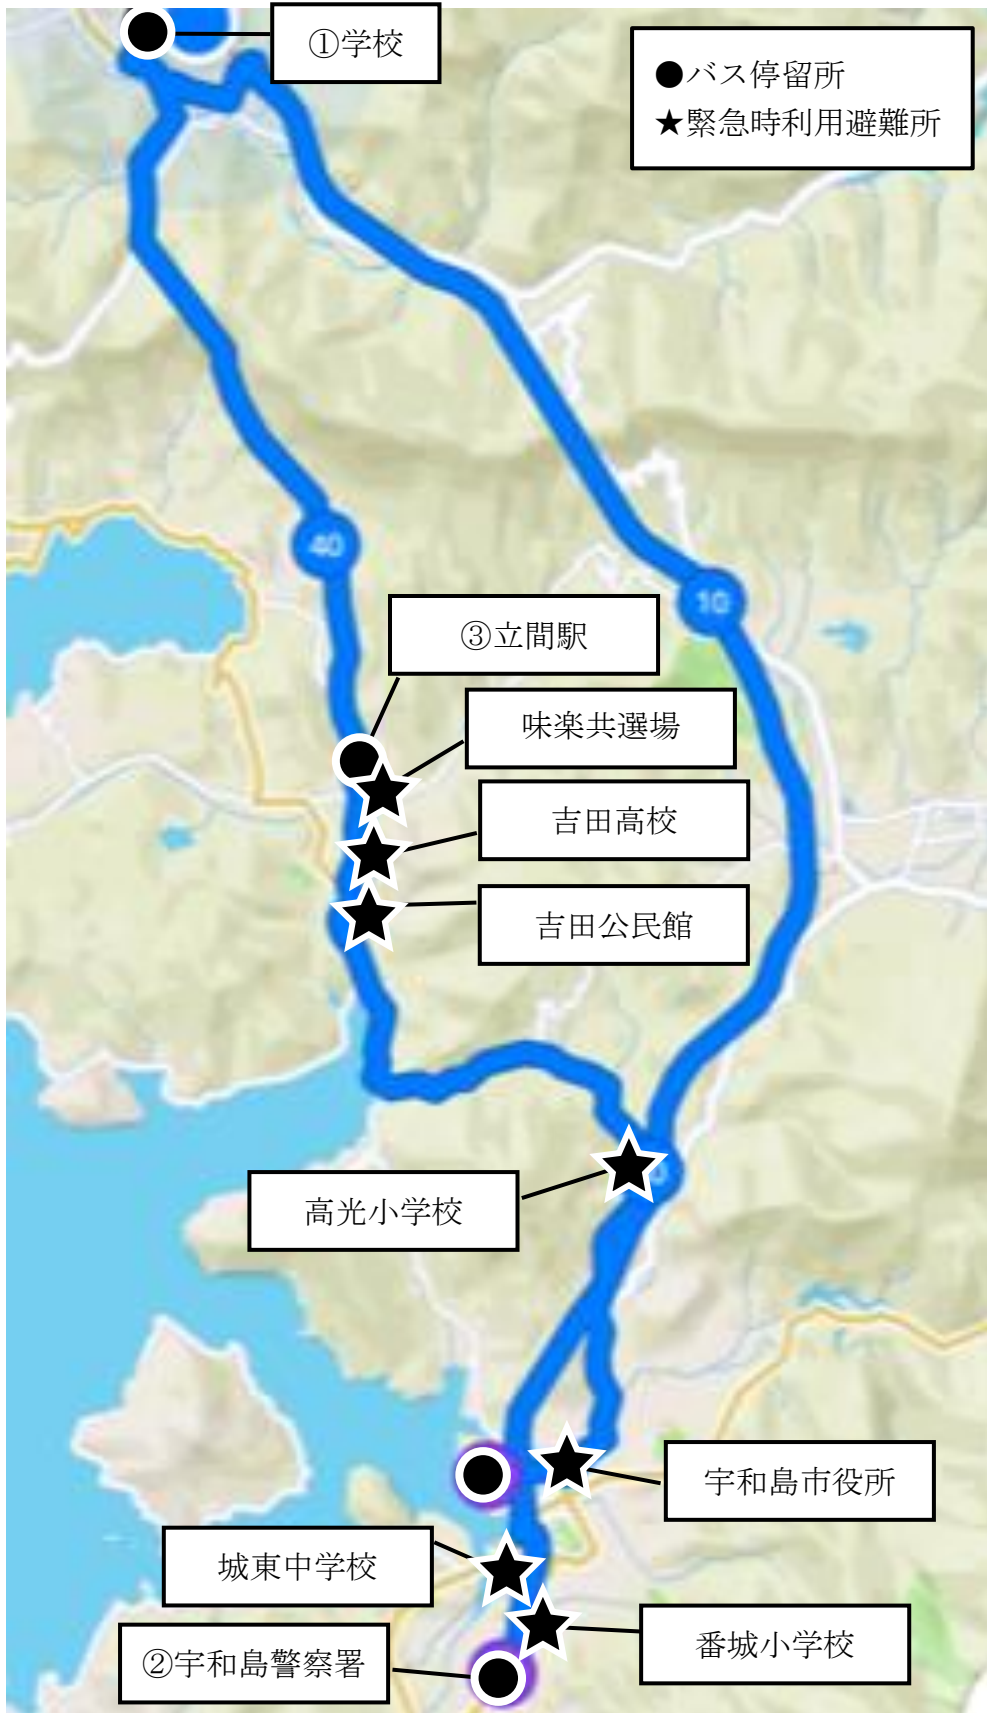 ①学校
●バス停留所
★緊急時利用避難所
40
10
③立間駅
味楽共選場
吉田高校
吉田公民館
高光小学校
宇和島市役所
城東中学校
番城小学校
②宇和島警察署